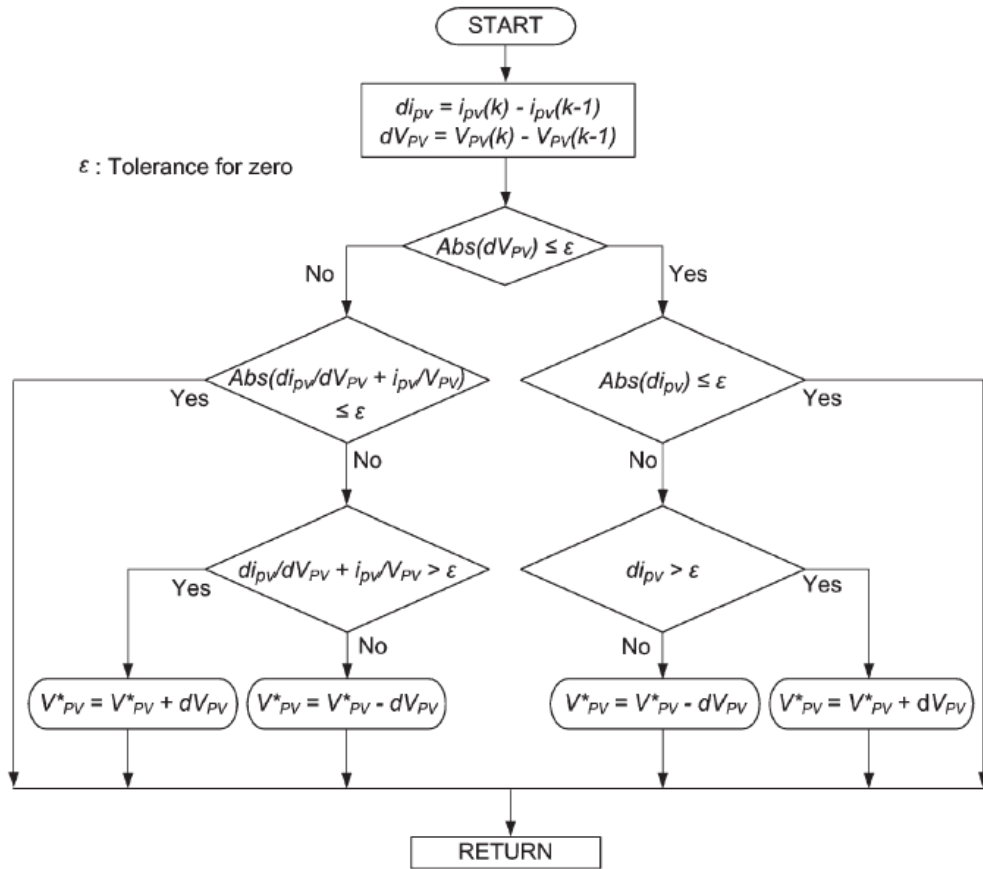 START
di_pv = i_pv(k) - i_pv(k-1)
dV_PV = V_PV(k) - V_PV(k-1)
ε : Tolerance for zero
Abs(dV_PV) ≤ ε
No
Yes
Abs(di_pv/dV_PV + i_pv/V_PV)
≤ ε
Yes
No
Abs(di_pv) ≤ ε
Yes
No
di_pv/dV_PV + i_pv/V_PV > ε
Yes
No
di_pv > ε
Yes
No
V*_PV = V*_PV + dV_PV
V*_PV = V*_PV - dV_PV
V*_PV = V*_PV - dV_PV
V*_PV = V*_PV + dV_PV
RETURN